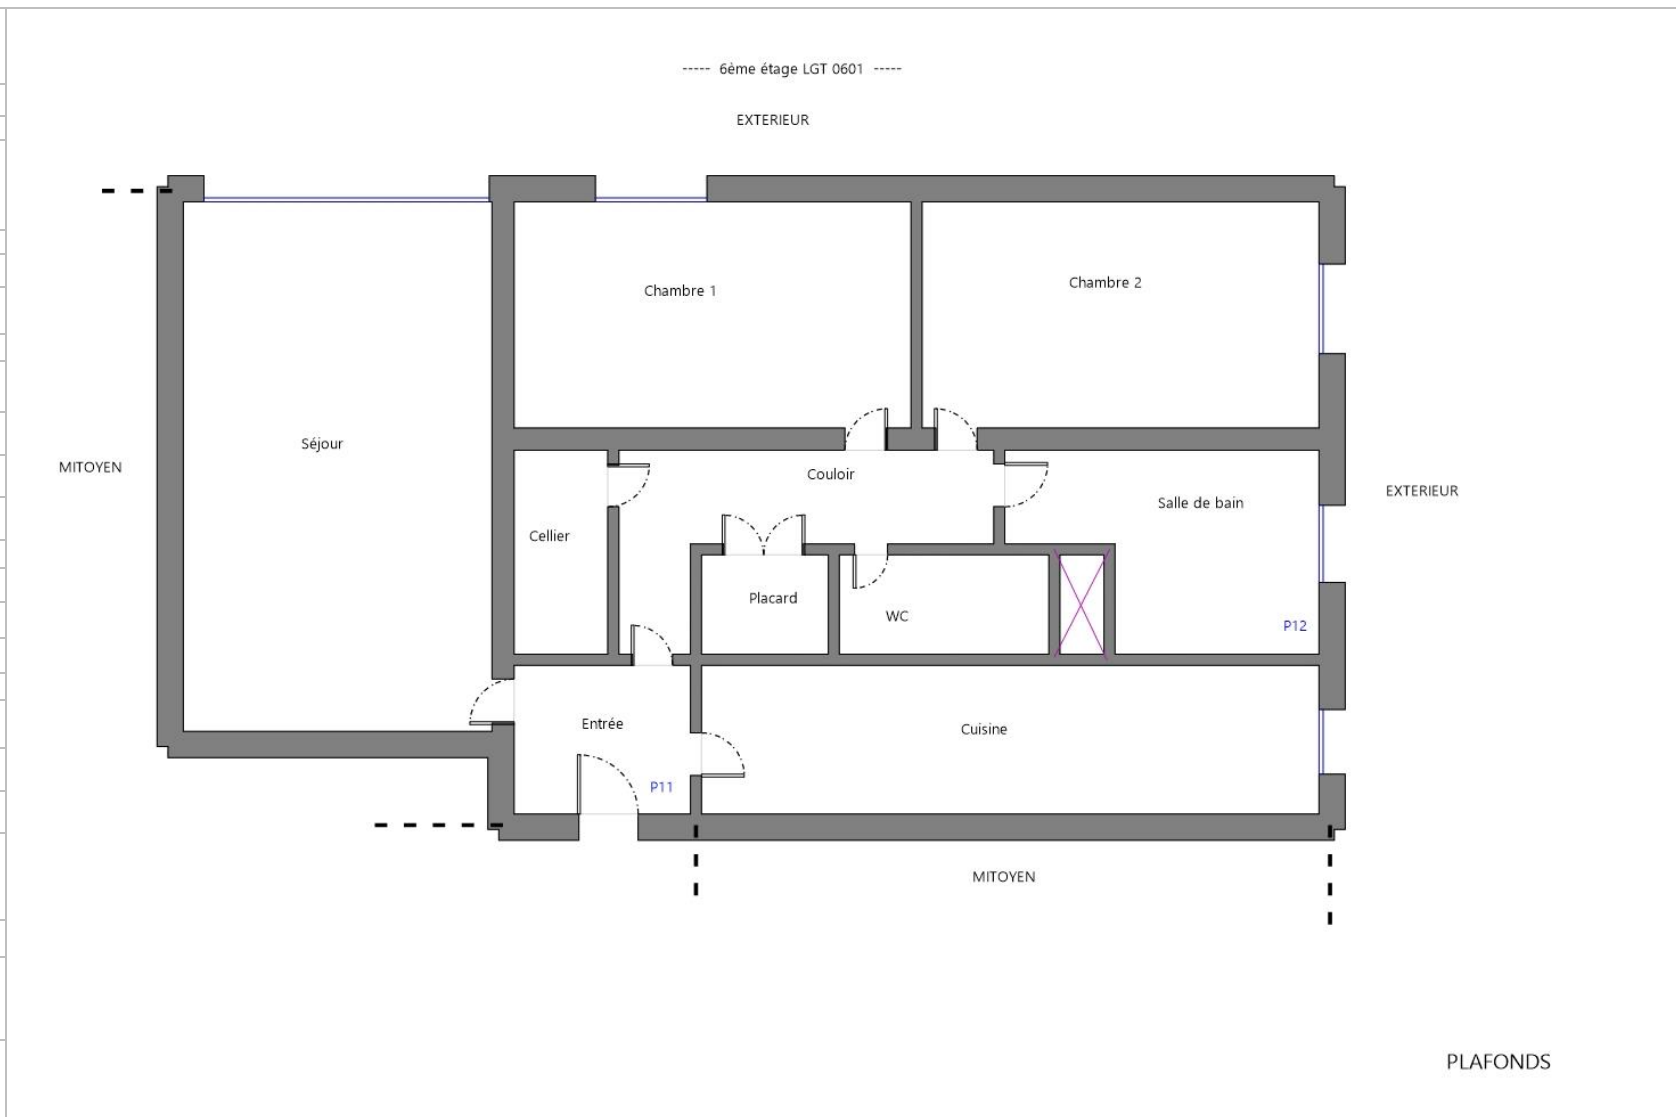 ----- 6ème étage LGT 0601 -----
EXTERIEUR
Chambre 2
Chambre 1
Séjour
MITOYEN
Couloir
EXTERIEUR
Salle de bain
Cellier
Placard
WC
P12
Entrée
Cuisine
P11
MITOYEN
PLAFONDS